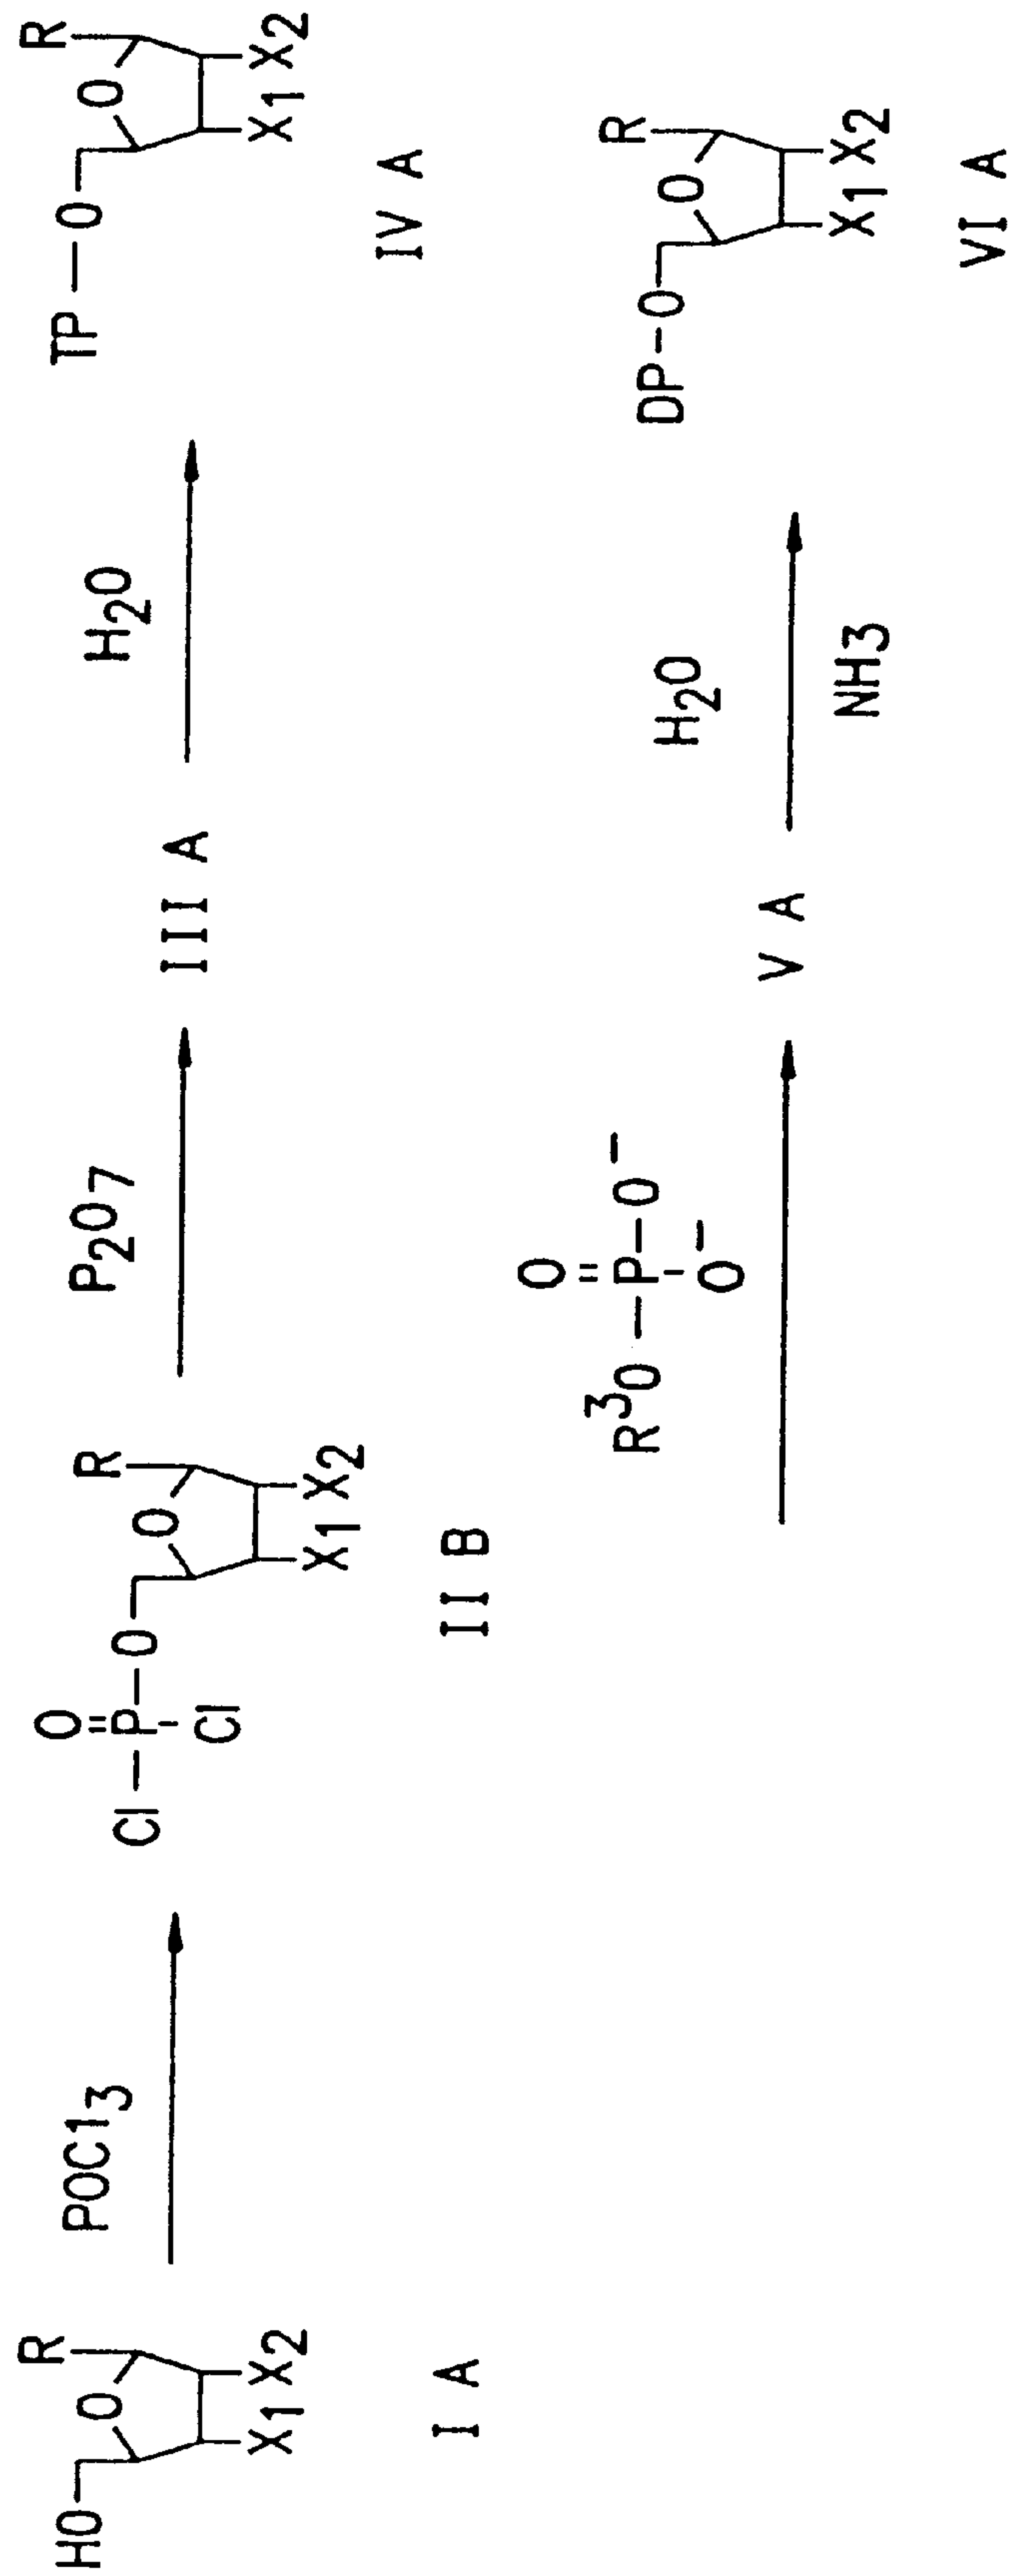 HO O R X1 X2
I A
POCl3
Cl P O O Cl O R X1 X2
II B
P2O7
III A
H2O
TP O O R X1 X2
IV A
R3O P O O- O-
V A
H2O
NH3
DP O O R X1 X2
VI A